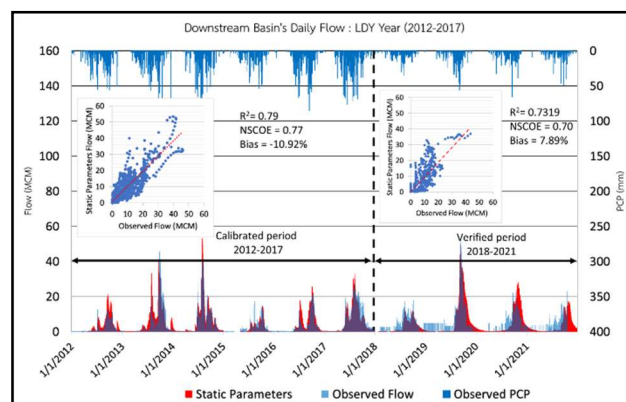 Downstream Basin's Daily Flow : LDY Year (2012-2017)
160
140
120
100
80
60
40
20
0
Flow (MCM)
0
50
100
150
200
250
300
350
400
PCP (mm)
60
50
40
30
20
10
0
Static Parameters Flow (MCM)
0 10 20 30 40 50 60
Observed Flow (MCM)
R²= 0.79
NSCOE = 0.77
Bias = -10.92%
60
50
40
30
20
10
0
Static Parameters Flow (MCM)
0 10 20 30 40 50 60
Observed Flow (MCM)
R²= 0.7319
NSCOE = 0.70
Bias = 7.89%
Calibrated period
2012-2017
Verified period
2018-2021
1/1/2012
1/1/2013
1/1/2014
1/1/2015
1/1/2016
1/1/2017
1/1/2018
1/1/2019
1/1/2020
1/1/2021
Static Parameters
Observed Flow
Observed PCP